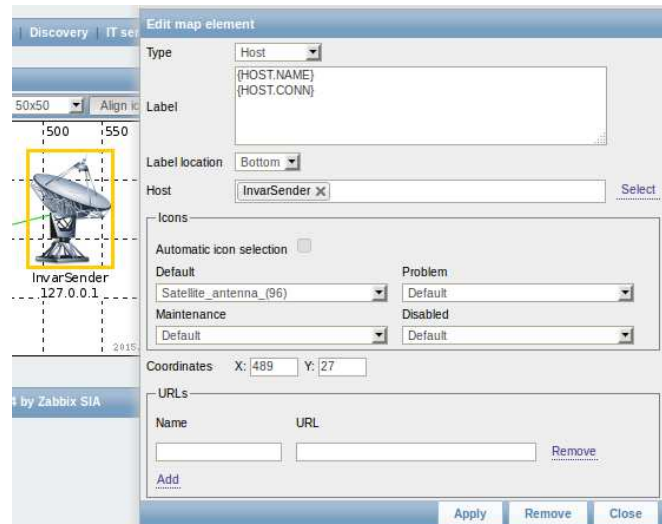 Discovery | IT ser
50x50 Align ic
500 550
InvarSender
127.0.0.1
2015.
4 by Zabbix SIA
Edit map element
Type Host
Label {HOST.NAME}
{HOST.CONN}
Label location Bottom
Host InvarSender Select
Icons
Automatic icon selection
Default Problem
Satellite_antenna_(96) Default
Maintenance Disabled
Default Default
Coordinates X: 489 Y: 27
URLs
Name URL
Remove
Add
Apply Remove Close